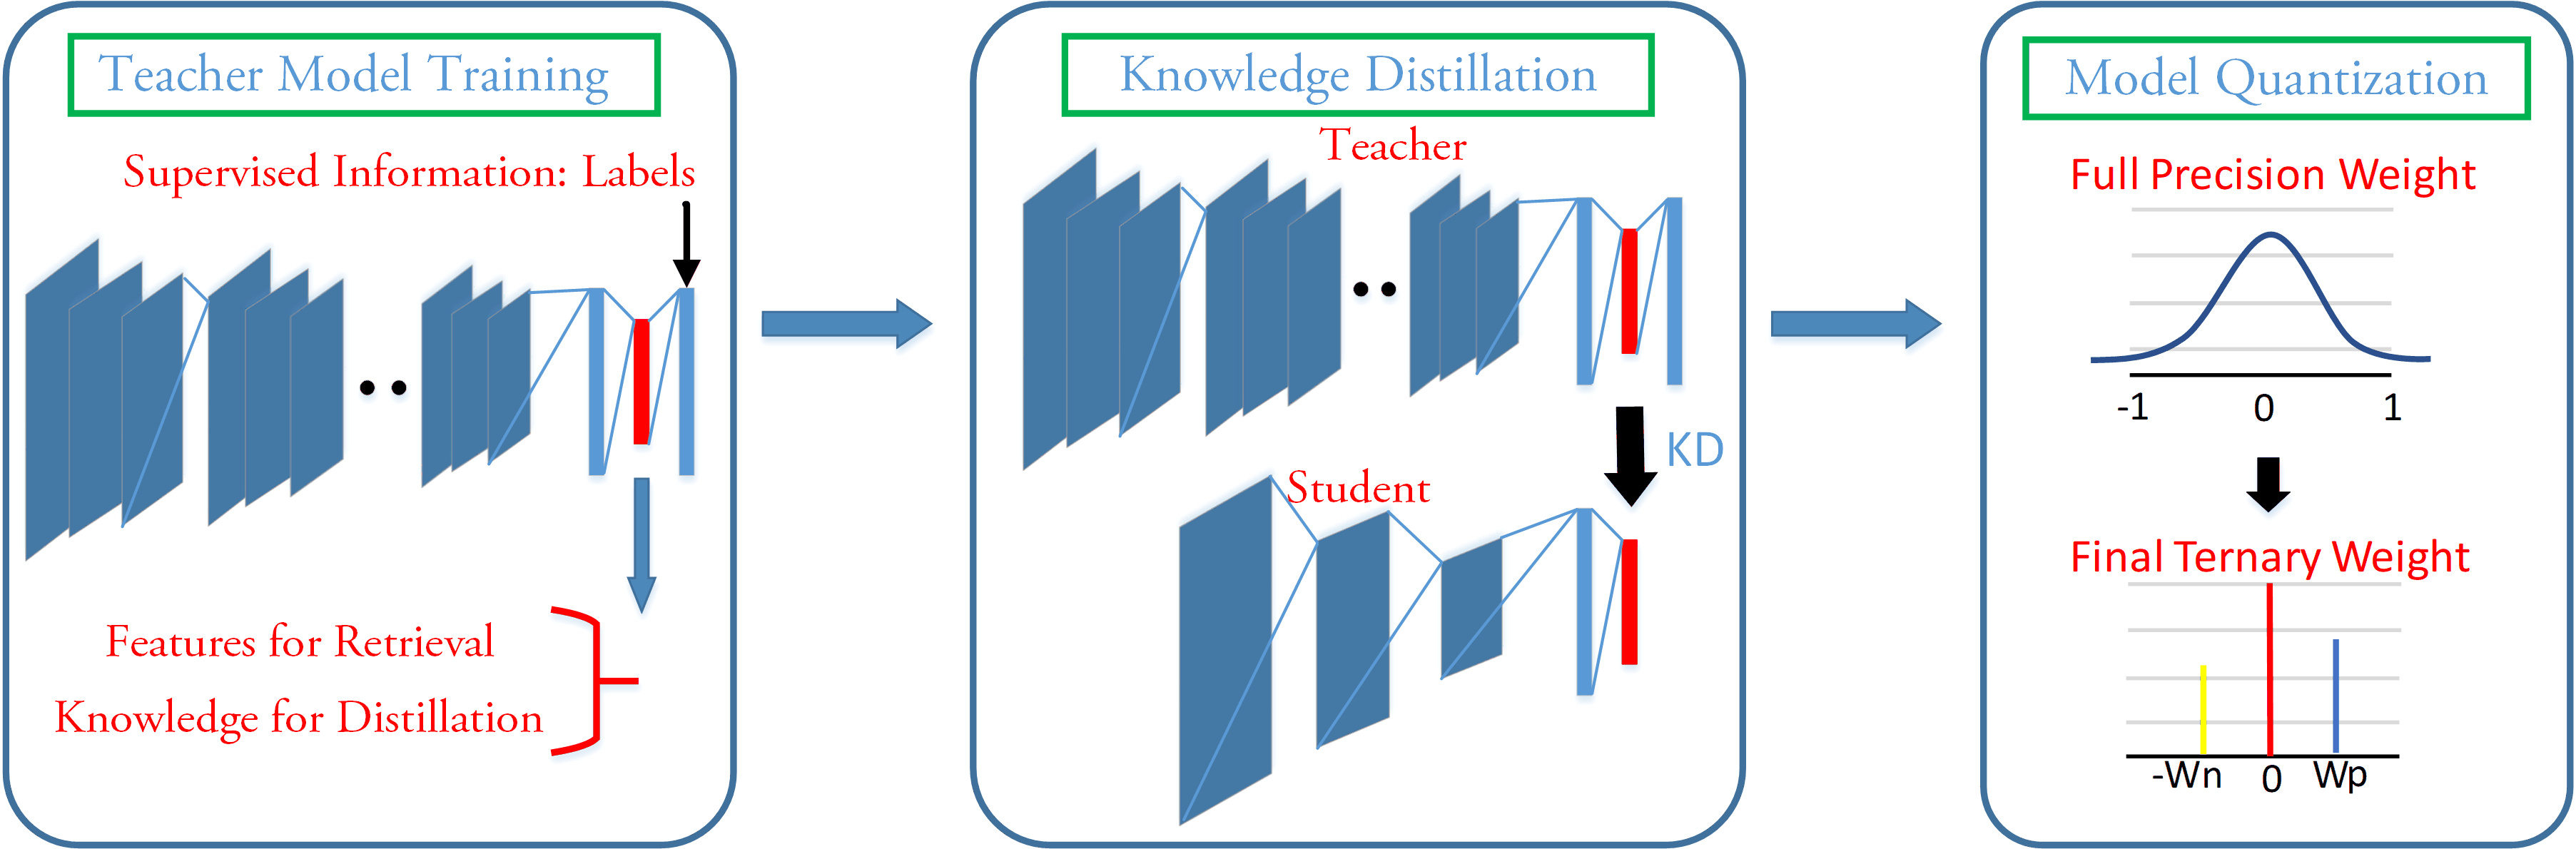 Teacher Model Training
Supervised Information: Labels
Features for Retrieval
Knowledge for Distillation
Knowledge Distillation
Teacher
KD
Student
Model Quantization
Full Precision Weight
-1 0 1
Final Ternary Weight
-Wn 0 Wp